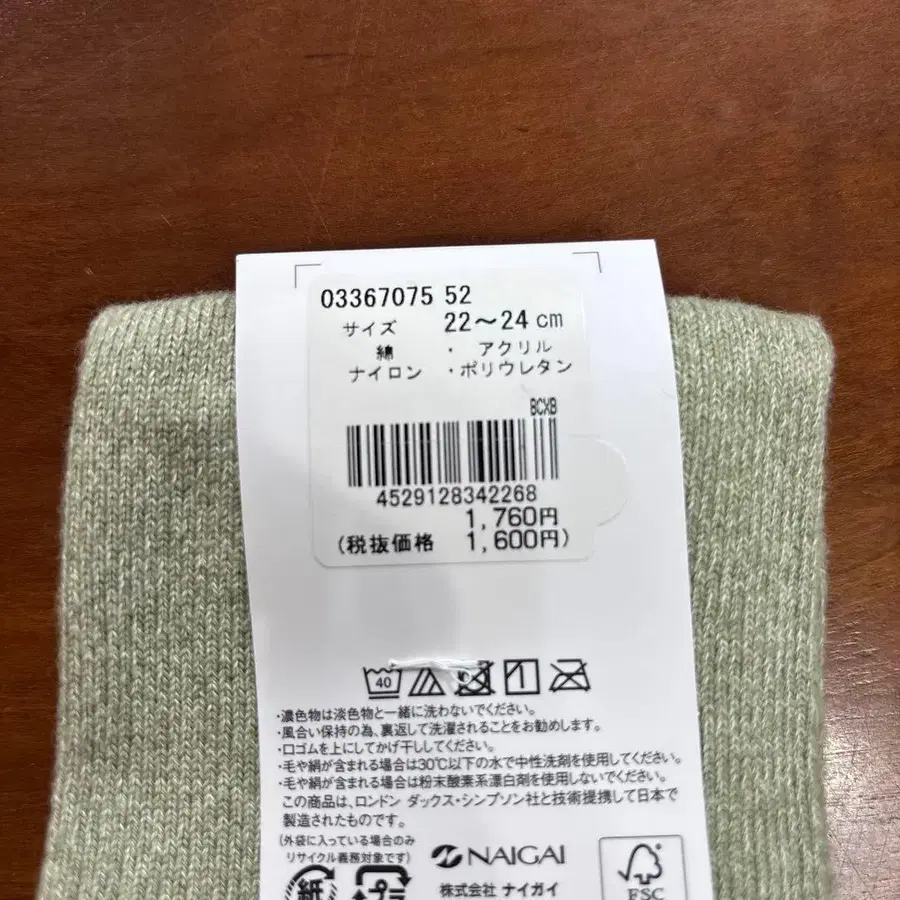 03367075 52
サイズ 22～24 cm
綿 ・ アクリル
ナイロン ・ポリウレタン
BCXB
4529128342268
1,760円
(税抜価格 1,600円)
40
・濃色物は淡色物と一緒に洗わないでください。
・風合い保持の為、裏返して洗濯されることをお勧めします。
・口ゴムを上にしてかげ干ししてください。
・毛や絹が含まれる場合は30℃以下の水で中性洗剤を使用してください。
・毛や絹が含まれる場合は粉末酸素系漂白剤を使用しないでください。
この商品は、ロンドン ダックス・シンプソン社と技術提携して日本で
製造されたものです。
(外袋に入っている場合のみ
リサイクル義務対象です)
NAIGAI
紙
プラ
株式会社 ナイガイ
FSC